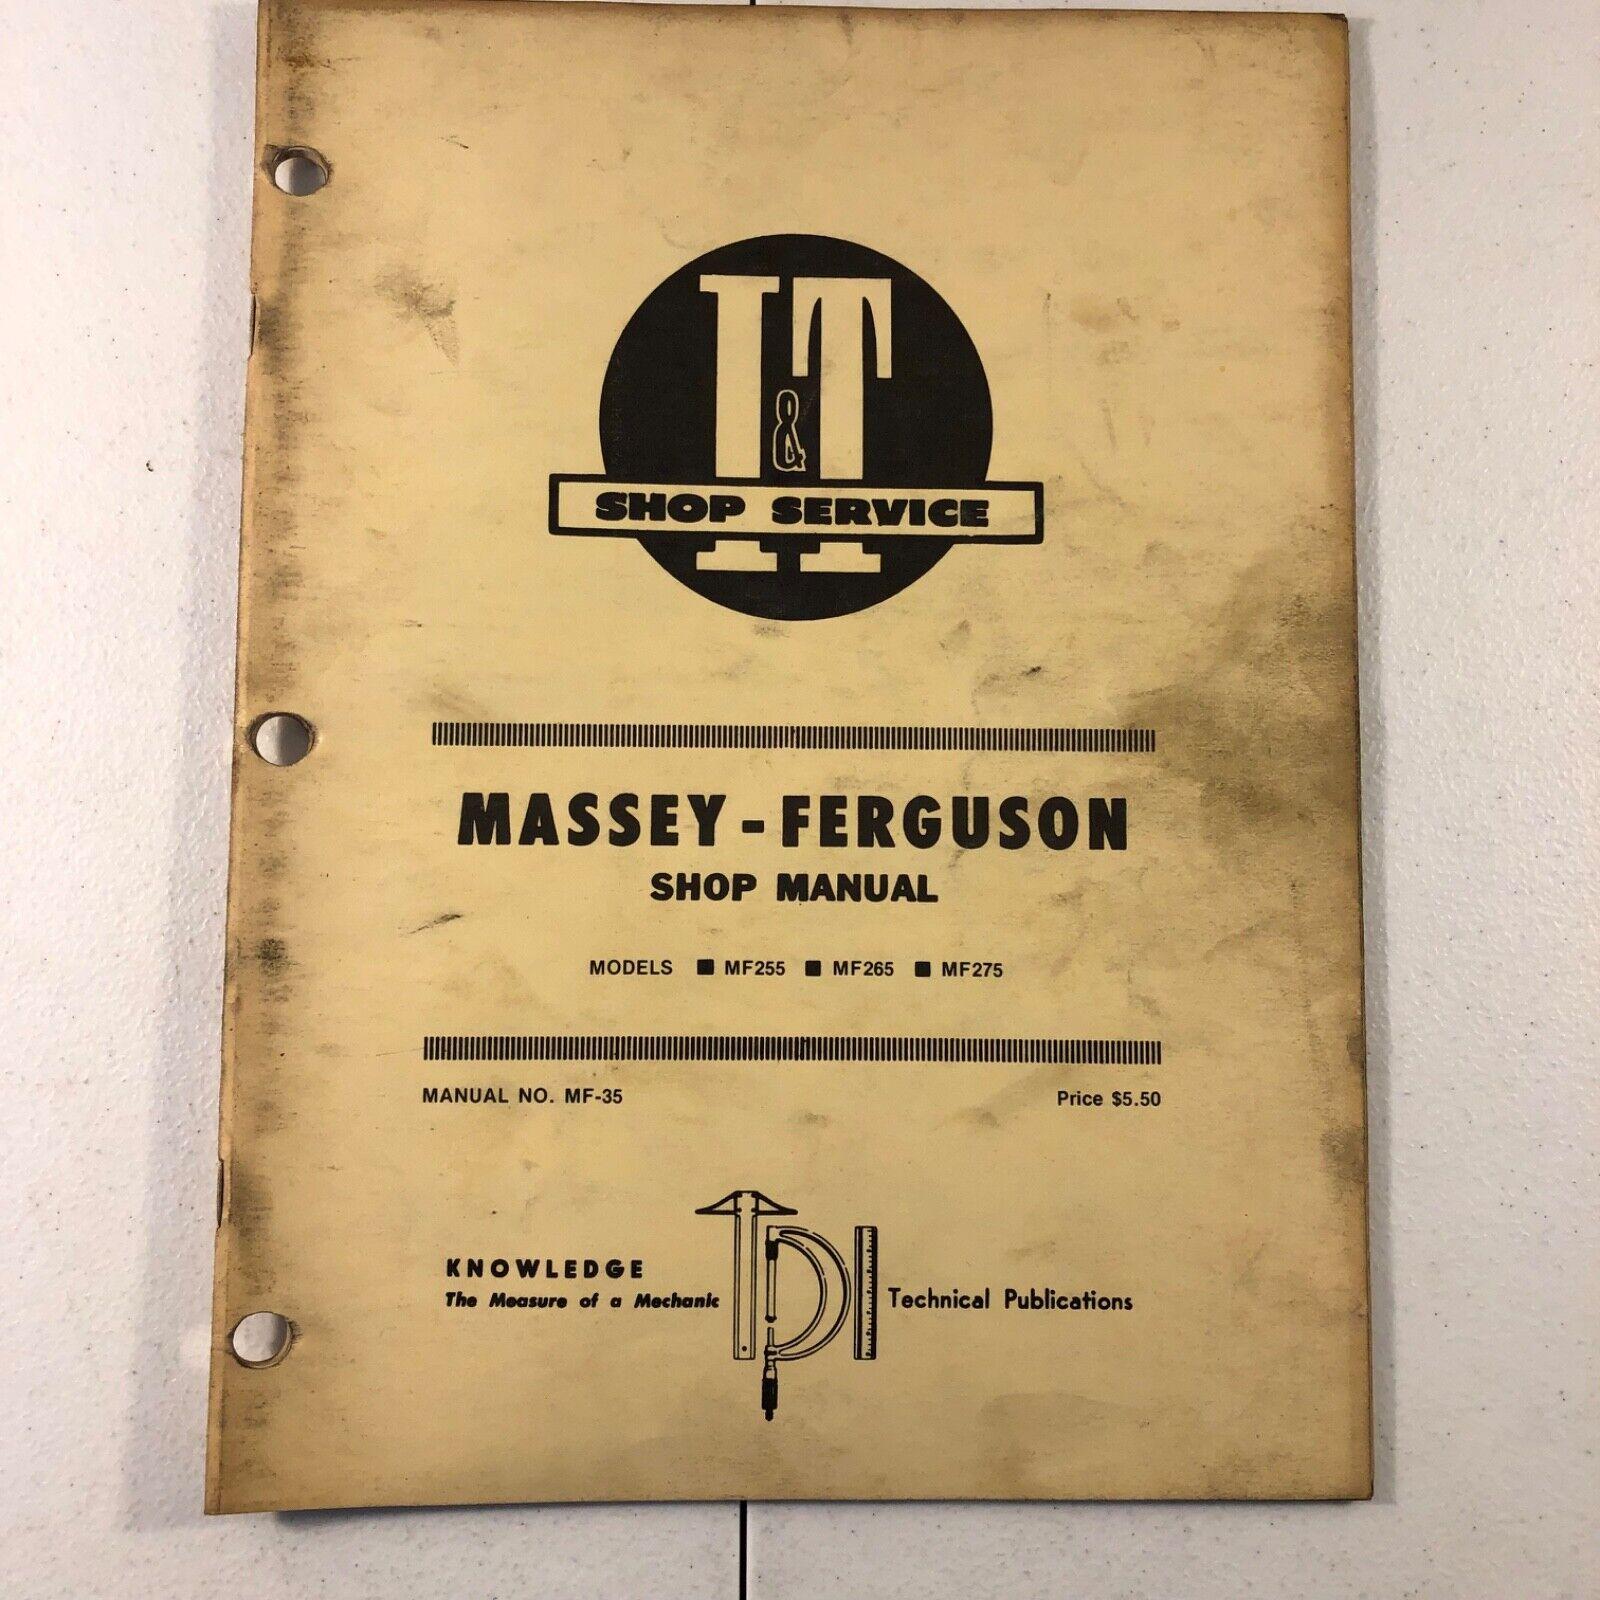 I&T
SHOP SERVICE
MASSEY-FERGUSON
SHOP MANUAL
MODELS ■ MF255 ■ MF265 ■ MF275
MANUAL NO. MF-35 Price $5.50
KNOWLEDGE
The Measure of a Mechanic
TPI
Technical Publications